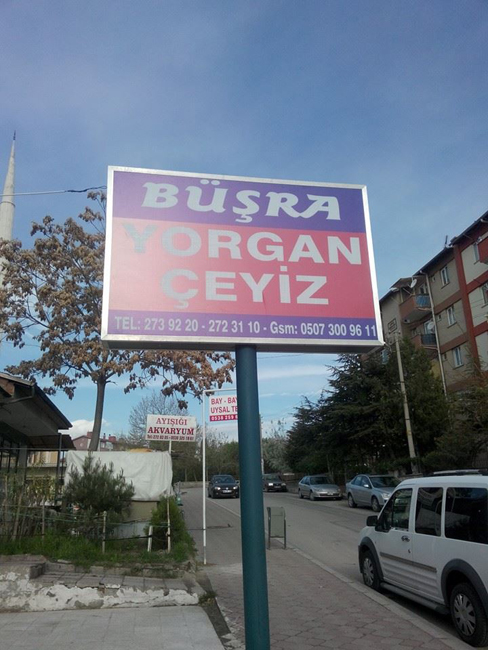 BÜŞRA
YORGAN
ÇEYİZ
TEL: 273 92 20 - 272 31 10 - Gsm: 0507 300 96 11
AYIŞIĞI
AKVARYUM
BAY - BA
UYSAL TE